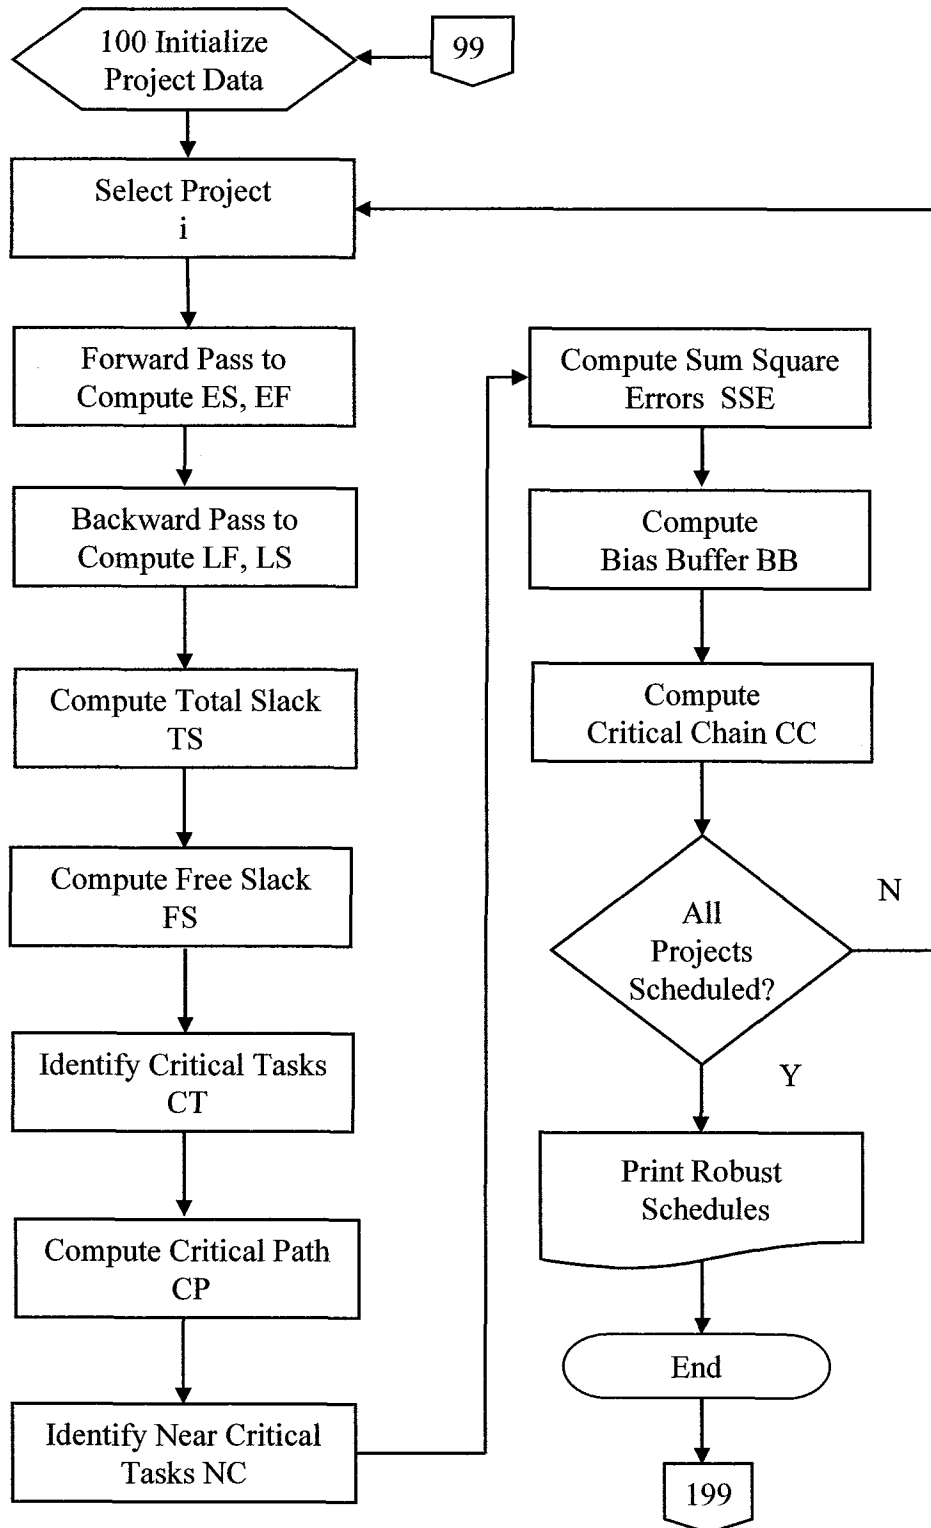 100 Initialize
Project Data
99
Select Project
i
Forward Pass to
Compute ES, EF
Backward Pass to
Compute LF, LS
Compute Total Slack
TS
Compute Free Slack
FS
Identify Critical Tasks
CT
Compute Critical Path
CP
Identify Near Critical
Tasks NC
Compute Sum Square
Errors SSE
Compute
Bias Buffer BB
Compute
Critical Chain CC
All
Projects
Scheduled?
N
Y
Print Robust
Schedules
End
199